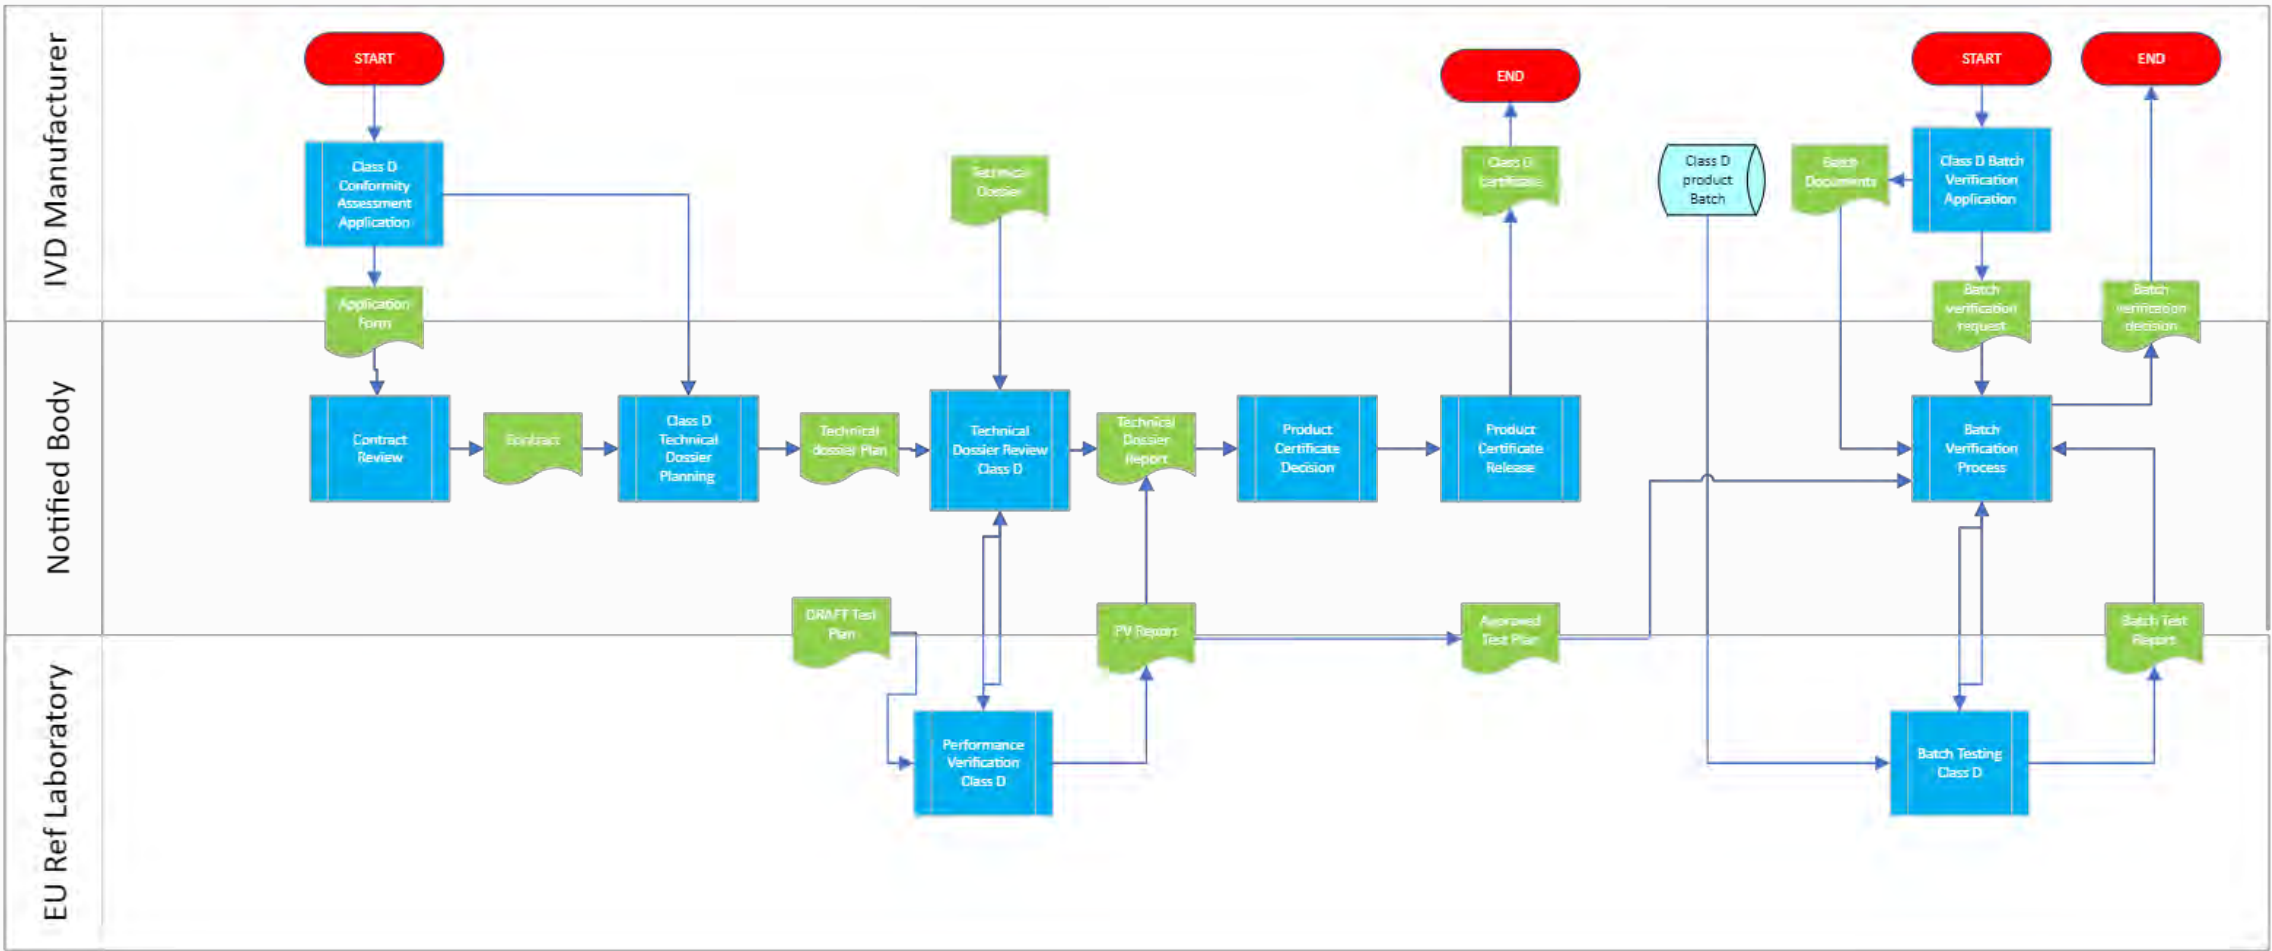 IVD Manufacturer
START
Class D
Conformity
Assessment
Application
Application
Form
Technical
Dossier
END
Class D
Certificate
Class D
product
Batch
Batch
Documents
START
Class D Batch
Verification
Application
Batch
verification
request
END
Batch
verification
decision
Notified Body
Contract
Review
Contract
Class D
Technical
Dossier
Planning
Technical
dossier Plan
Technical
Dossier Review
Class D
Technical
Dossier
Report
Product
Certificate
Decision
Product
Certificate
Release
Batch
Verification
Process
DRAFT Test
Plan
PV Report
Approved
Test Plan
Batch Test
Report
EU Ref Laboratory
Performance
Verification
Class D
Batch Testing
Class D